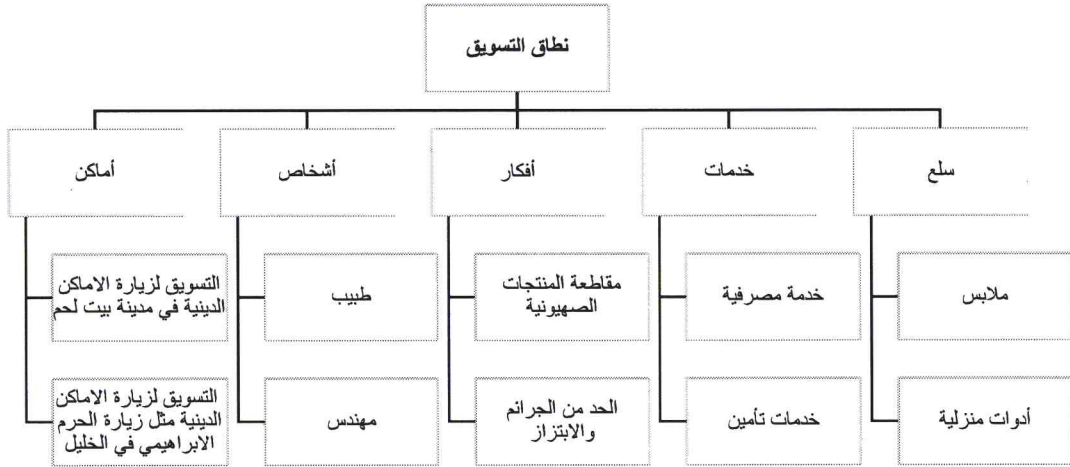 نطاق التسويق
سلع
خدمات
أفكار
أشخاص
أماكن
ملابس
خدمة مصرفية
مقاطعة المنتجات
الصهيونية
طبيب
التسويق لزيارة الاماكن
الدينية في مدينة بيت لحم
أدوات منزلية
خدمات تأمين
الحد من الجرائم
والابتزاز
مهندس
التسويق لزيارة الاماكن
الدينية مثل زيارة الحرم
الابراهيمي في الخليل